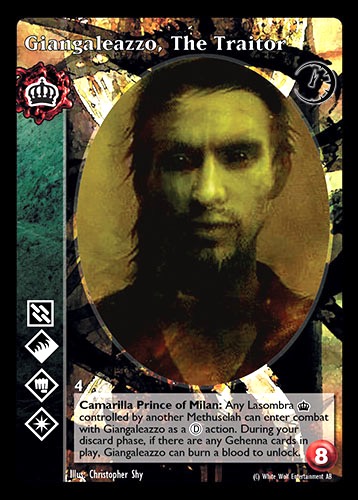 Giangaleazzo, The Traitor
4
Camarilla Prince of Milan: Any Lasombra
controlled by another Methuselah can enter combat
with Giangaleazzo as a Ⓓ action. During your
discard phase, if there are any Gehenna cards in
play, Giangaleazzo can burn a blood to unlock.
8
Illus: Christopher Shy
(C) White Wolf Entertainment AB